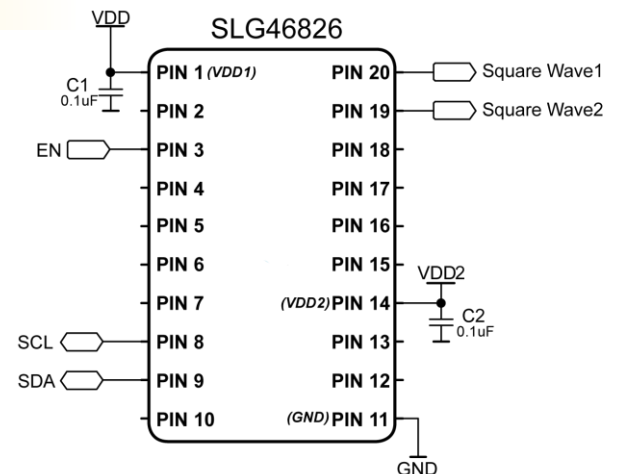 VDD
SLG46826
PIN 1 (VDD1)
PIN 20
Square Wave1
C1
0.1uF
PIN 2
PIN 19
Square Wave2
EN
PIN 3
PIN 18
PIN 4
PIN 17
PIN 5
PIN 16
PIN 6
PIN 15
VDD2
PIN 7
(VDD2) PIN 14
C2
0.1uF
SCL
PIN 8
PIN 13
SDA
PIN 9
PIN 12
PIN 10
(GND) PIN 11
GND